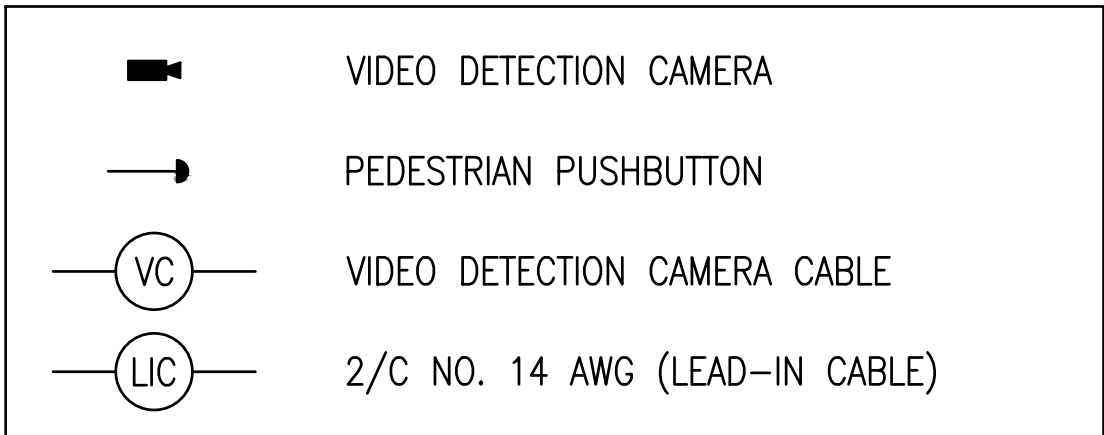 VIDEO DETECTION CAMERA
PEDESTRIAN PUSHBUTTON
VC VIDEO DETECTION CAMERA CABLE
LIC 2/C NO. 14 AWG (LEAD-IN CABLE)